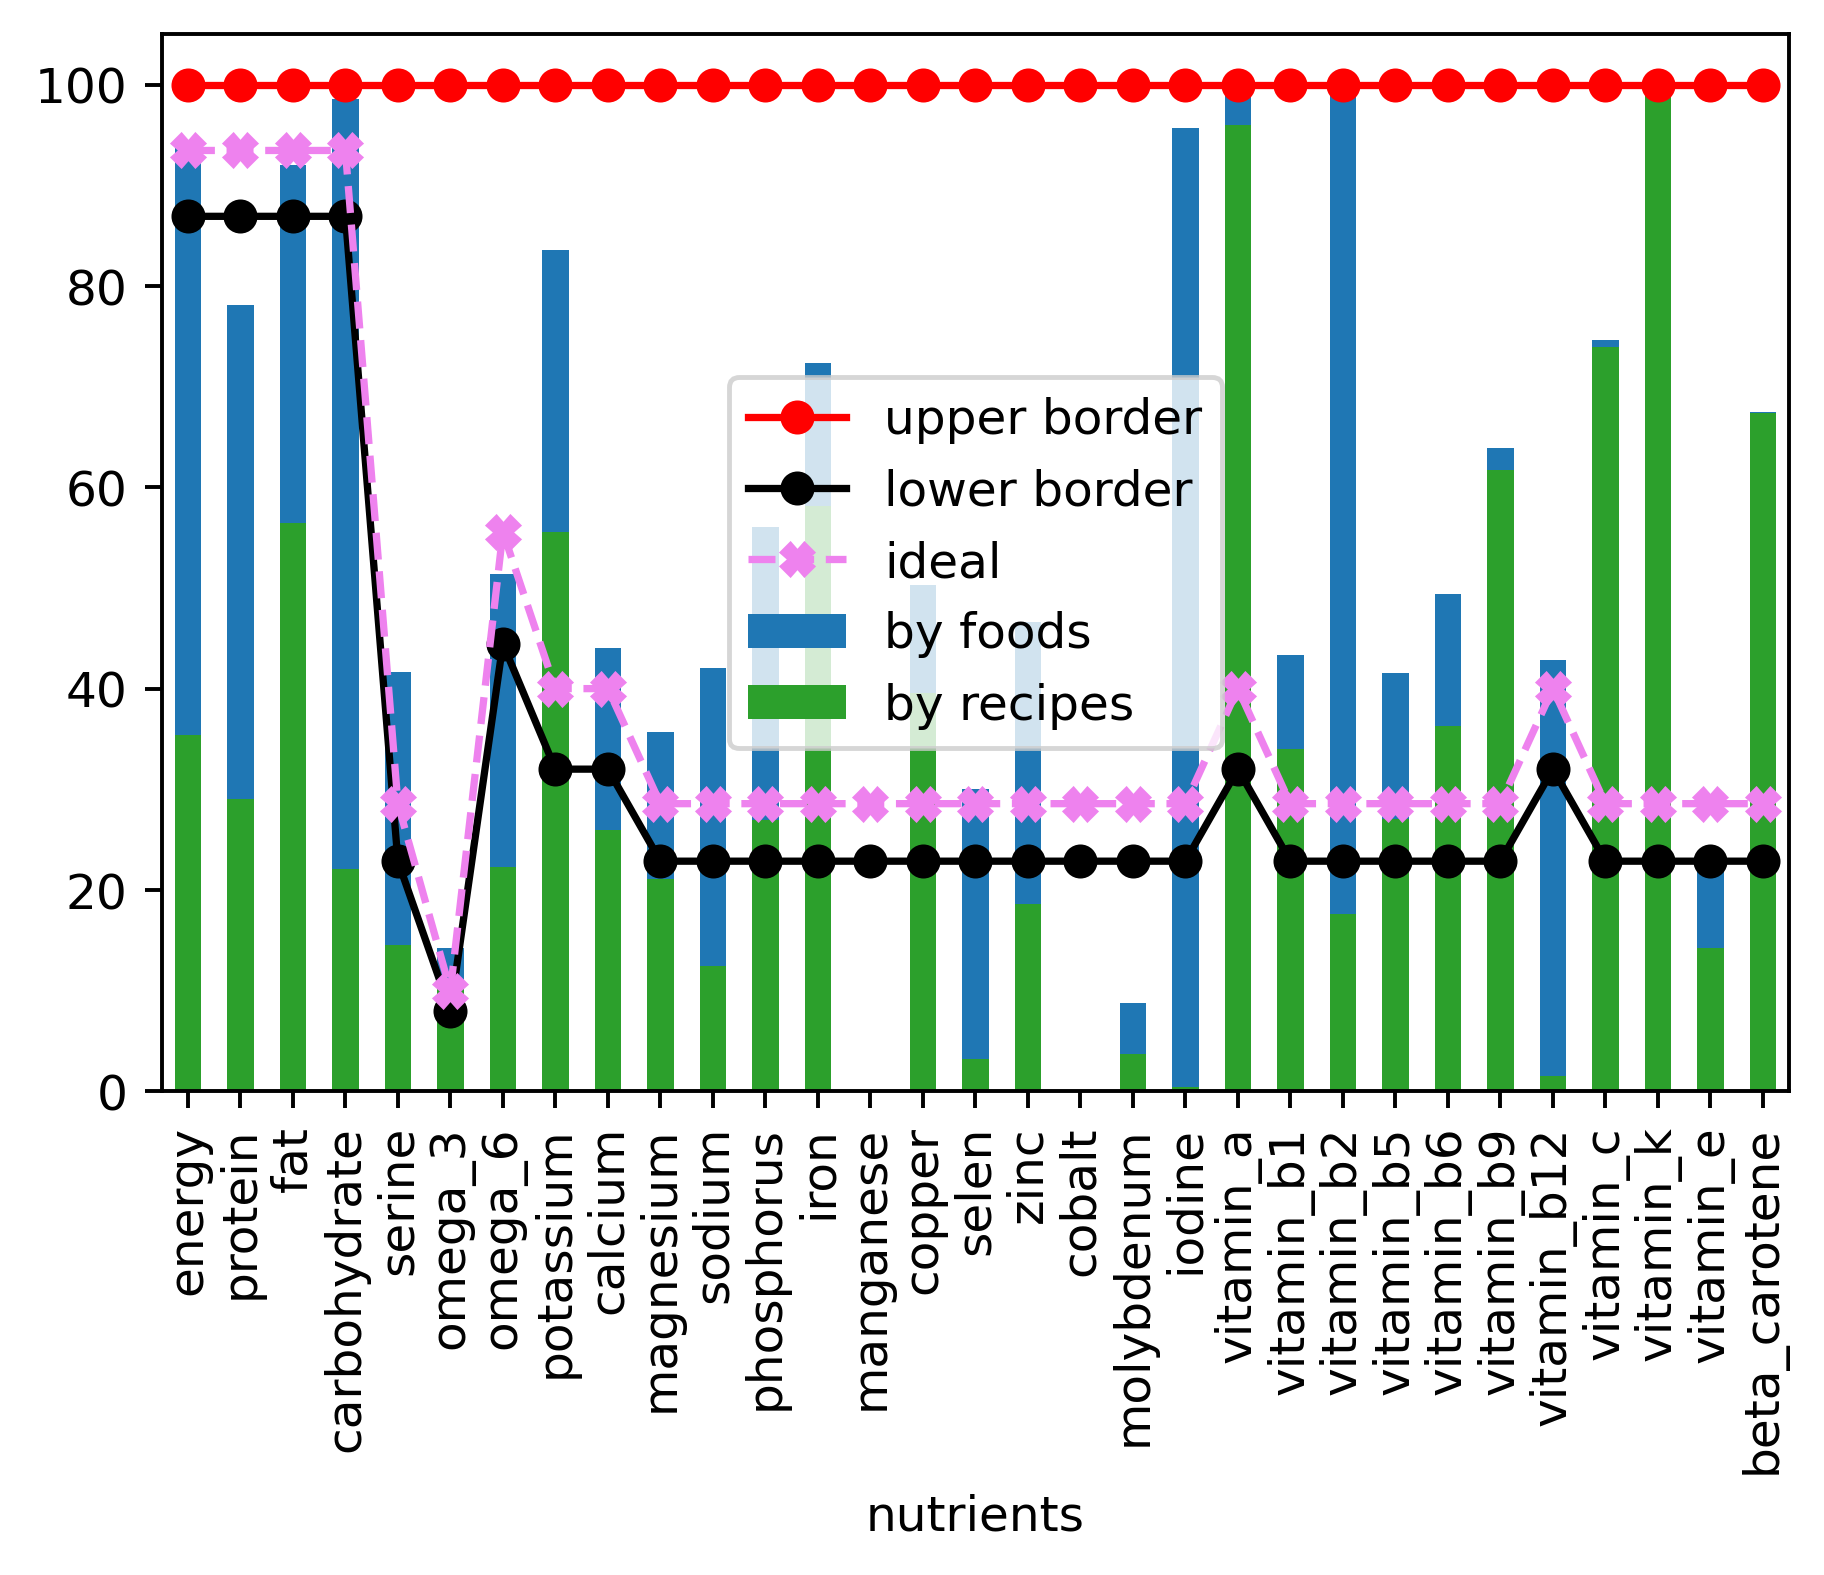 100
80
60
40
20
0
upper border
lower border
ideal
by foods
by recipes
energy
protein
fat
carbohydrate
serine
omega_3
omega_6
potassium
calcium
magnesium
sodium
phosphorus
iron
manganese
copper
selen
zinc
cobalt
molybdenum
iodine
vitamin_a
vitamin_b1
vitamin_b2
vitamin_b5
vitamin_b6
vitamin_b9
vitamin_b12
vitamin_c
vitamin_k
vitamin_e
beta_carotene
nutrients